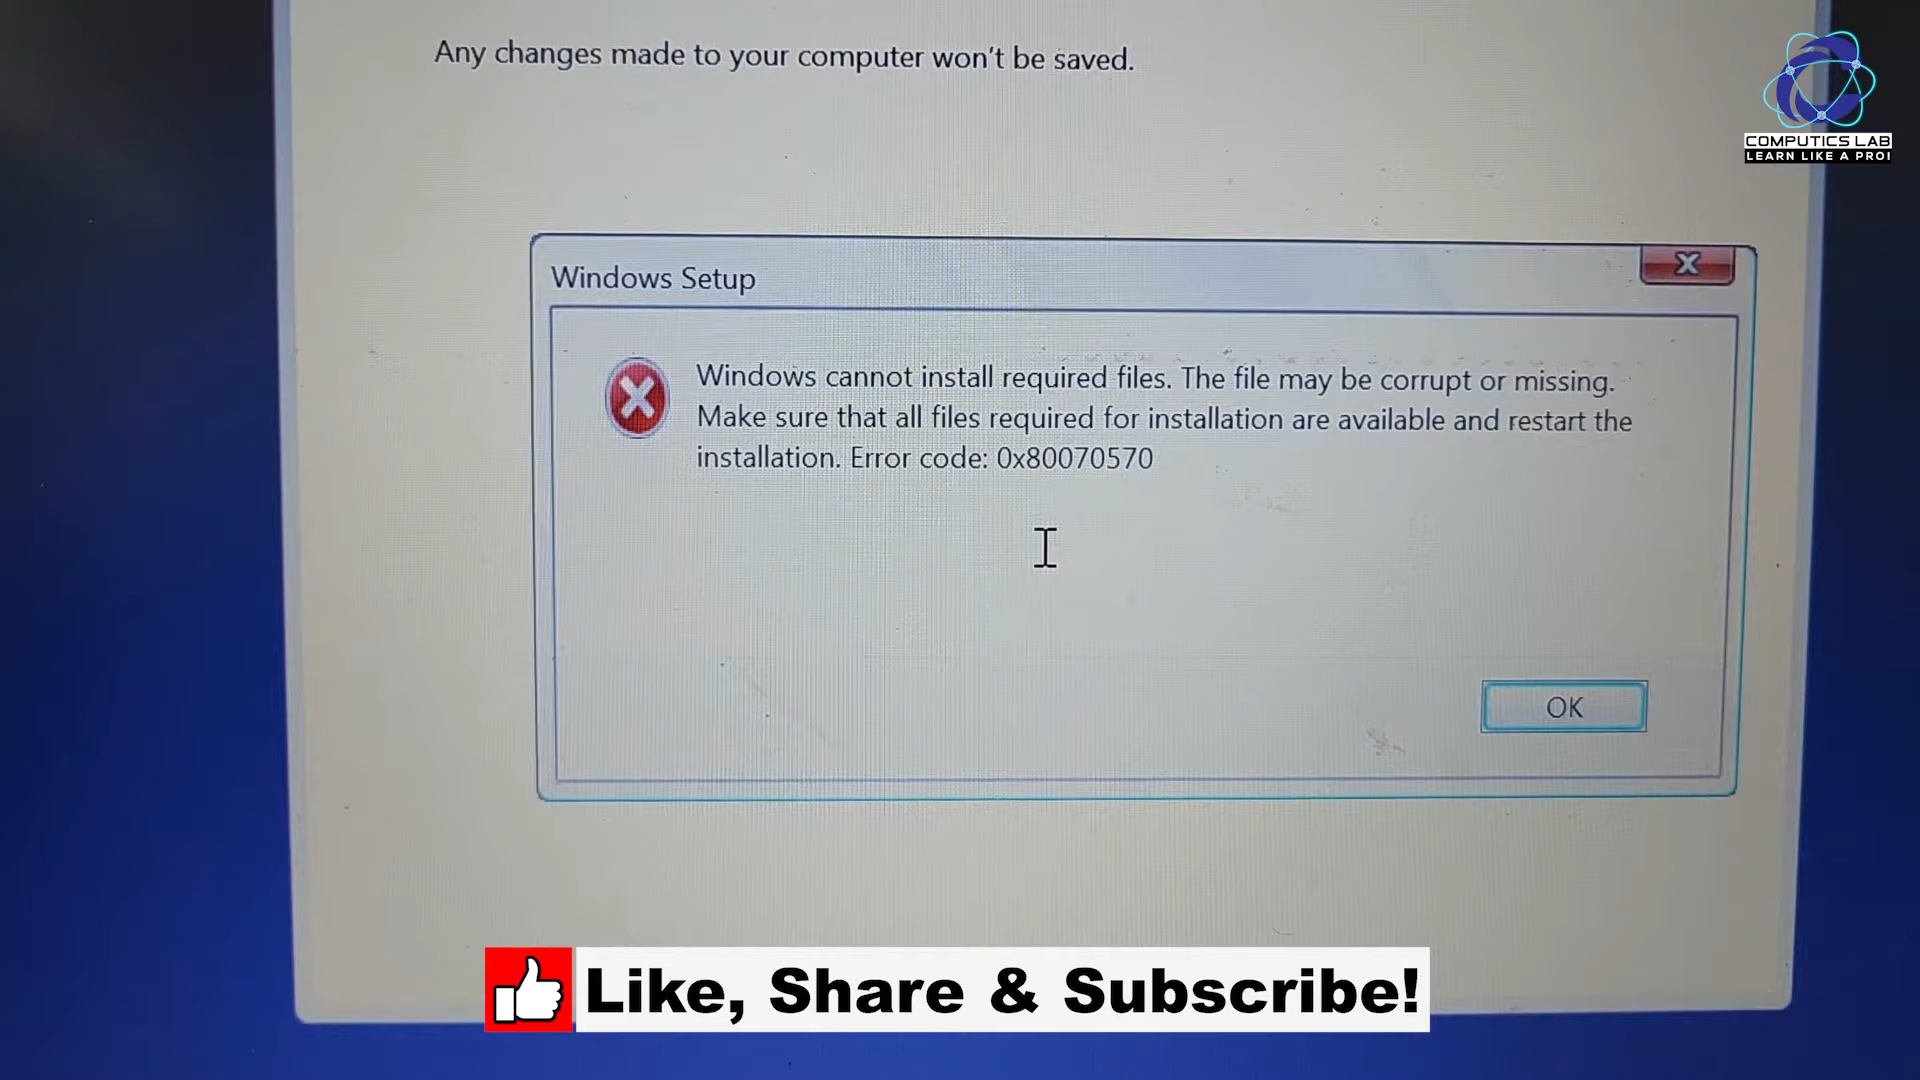 Any changes made to your computer won't be saved.
COMPUTICS LAB
LEARN LIKE A PRO!
Windows Setup
Windows cannot install required files. The file may be corrupt or missing.
Make sure that all files required for installation are available and restart the
installation. Error code: 0x80070570
OK
Like, Share & Subscribe!